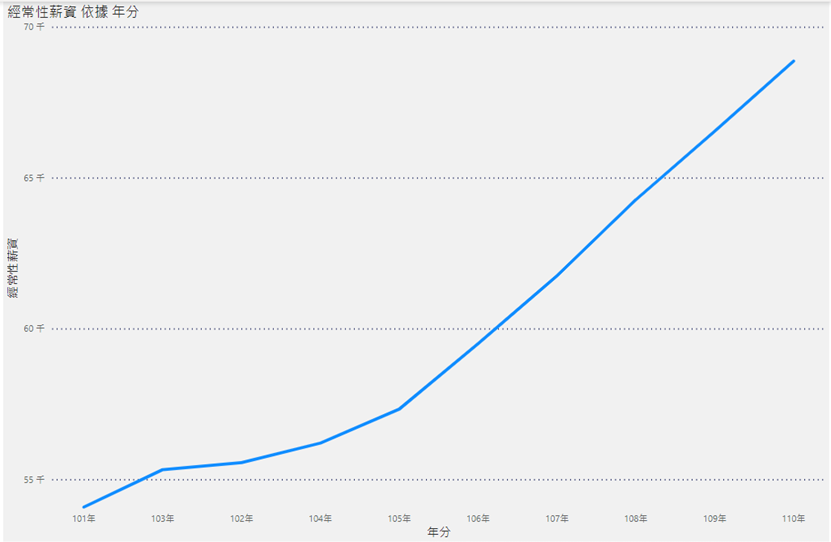 經常性薪資 依據 年分
70 千
65 千
60 千
55 千
經常性薪資
101年 103年 102年 104年 105年 106年 107年 108年 109年 110年
年分